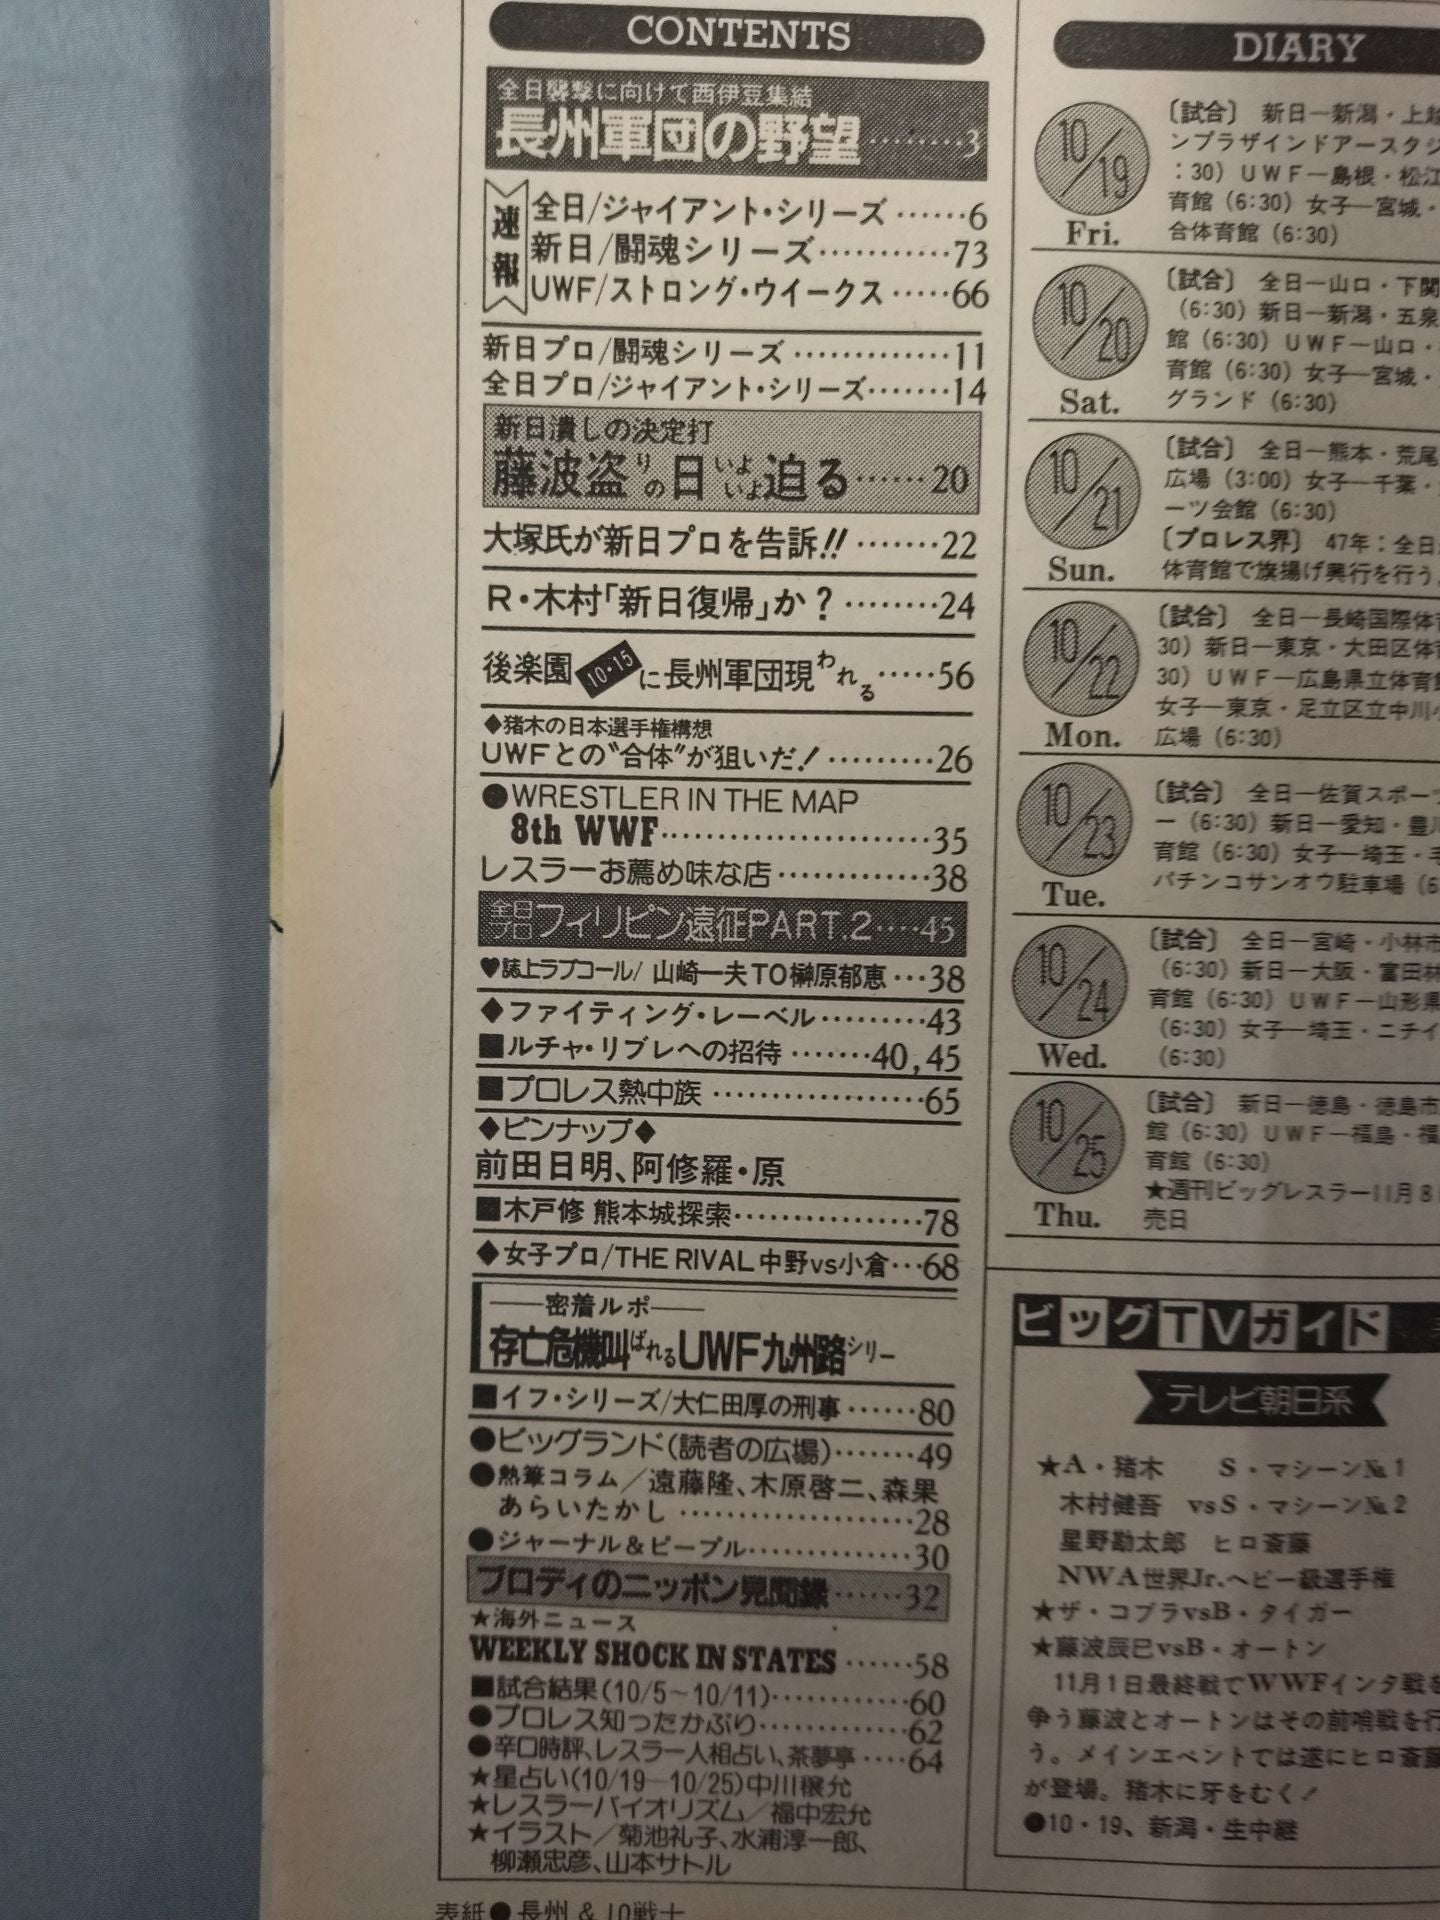 CONTENTS
全日襲撃に向けて西伊豆集結
長州軍団の野望………3
速報
全日/ジャイアント・シリーズ……6
新日/闘魂シリーズ…………73
UWF/ストロング・ウイークス……66
新日プロ/闘魂シリーズ……………11
全日プロ/ジャイアント・シリーズ……14
新日潰しの決定打
藤波盗りの日いよいよ迫る……20
大塚氏が新日プロを告訴!!……22
R・木村「新日復帰」か?………24
後楽園10・15に長州軍団現われる……56
◆猪木の日本選手権構想
UWFとの〝合体〟が狙いだ!………26
●WRESTLER IN THE MAP
8th WWF……………35
レスラーお薦め味な店…………38
全日プロフィリピン遠征PART.2……45
♥誌上ラブコール/山崎一夫TO榊原郁恵…38
◆ファイティング・レーベル………43
■ルチャ・リブレへの招待………40,45
■プロレス熱中族………………65
◆ピンナップ◆
前田日明、阿修羅・原
■木戸修 熊本城探索………………78
◆女子プロ/THE RIVAL 中野vs小倉…68
──密着ルポ──
存亡危機叫ばれるUWF九州路シリー
■イフ・シリーズ/大仁田厚の刑事……80
●ビッグランド(読者の広場)………49
●熱筆コラム/遠藤隆、木原啓二、森果
あらいたかし………………28
●ジャーナル&ピープル……………30
ブロディのニッポン見聞録……32
★海外ニュース
WEEKLY SHOCK IN STATES……58
■試合結果(10/5~10/11)…………60
●プロレス知ったかぶり…………62
●辛口時評、レスラー人相占い、茶夢亭……64
★星占い(10/19─10/25)中川穣允
★レスラーバイオリズム/福中宏允
★イラスト/菊池礼子、水浦淳一郎、
柳瀬忠彦、山本サトル
表紙●長州&10戦士
DIARY
10/19
Fri.
〔試合〕 新日─新潟・上越
ンプラザインドアースタジ
:30) UWF─島根・松江
育館(6:30)女子─宮城・
合体育館(6:30)
10/20
Sat.
〔試合〕 全日─山口・下関
(6:30)新日─新潟・五泉
館(6:30)UWF─山口・
育館(6:30)女子─宮城・
グランド(6:30)
10/21
Sun.
〔試合〕 全日─熊本・荒尾
広場(3:00)女子─千葉・
ーツ会館(6:30)
〔プロレス界〕 47年:全日
体育館で旗揚げ興行を行う。
10/22
Mon.
〔試合〕 全日─長崎国際体
30)新日─東京・大田区体
30)UWF─広島県立体育館
女子─東京・足立区立中川小
広場(6:30)
10/23
Tue.
〔試合〕 全日─佐賀スポーツ
ー(6:30)新日─愛知・豊川
育館(6:30)女子─埼玉・
パチンコサンオウ駐車場(6
10/24
Wed.
〔試合〕 全日─宮崎・小林市
(6:30)新日─大阪・富田林
育館(6:30)UWF─山形県
(6:30)女子─埼玉・ニチイ
(6:30)
10/25
Thu.
〔試合〕 新日─徳島・徳島市
館(6:30)UWF─福島・
育館(6:30)
★週刊ビッグレスラー11月8
売日
ビッグTVガイド
テレビ朝日系
★A・猪木 S・マシーン№1
木村健吾 vsS・マシーン№2
星野勘太郎 ヒロ斎藤
NWA世界Jr.ヘビー級選手権
★ザ・コブラvsB・タイガー
★藤波辰巳vsB・オートン
11月1日最終戦でWWFインタ戦を
争う藤波とオートンはその前哨戦を行
う。メインエベントでは遂にヒロ斎藤
が登場。猪木に牙をむく!
●10・19、新潟・生中継